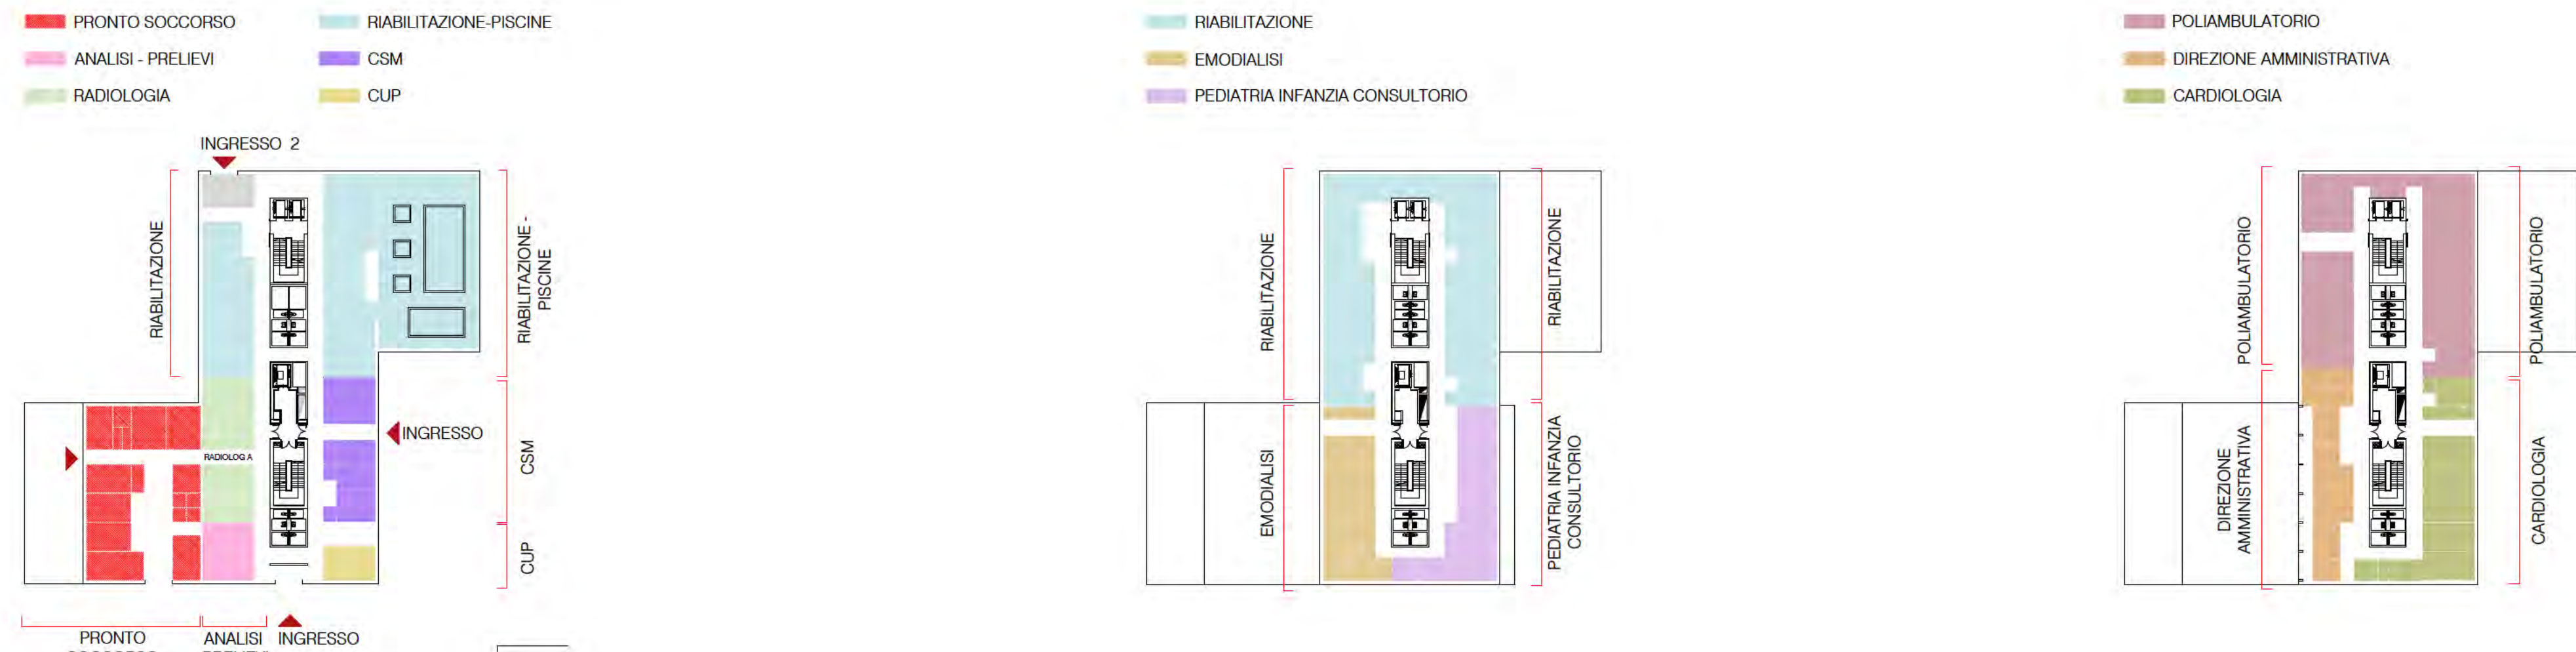 PRONTO SOCCORSO
RIABILITAZIONE-PISCINE
ANALISI - PRELIEVI
CSM
RADIOLOGIA
CUP
INGRESSO 2
RIABILITAZIONE
RIABILITAZIONE -
PISCINE
INGRESSO
RADIOLOG A
CSM
CUP
PRONTO
ANALISI
INGRESSO
RIABILITAZIONE
EMODIALISI
PEDIATRIA INFANZIA CONSULTORIO
RIABILITAZIONE
RIABILITAZIONE
EMODIALISI
PEDIATRIA INFANZIA
CONSULTORIO
POLIAMBULATORIO
DIREZIONE AMMINISTRATIVA
CARDIOLOGIA
POLIAMBULATORIO
POLIAMBULATORIO
DIREZIONE
AMMINISTRATIVA
CARDIOLOGIA